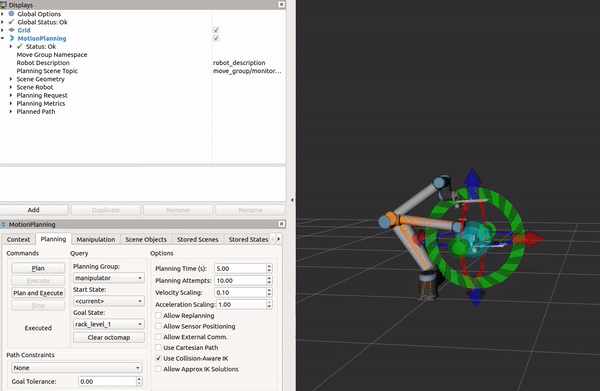 Displays
Global Options
Global Status: Ok
Grid
MotionPlanning
Status: Ok
Move Group Namespace
Robot Description robot_description
Planning Scene Topic move_group/monitor...
Scene Geometry
Scene Robot
Planning Request
Planning Metrics
Planned Path
Add Duplicate Remove Rename
MotionPlanning
Context Planning Manipulation Scene Objects Stored Scenes Stored States
Commands Query Options
Plan
Execute
Plan and Execute
Stop
Executed
Planning Group:
manipulator
Start State:
<current>
Goal State:
rack_level_1
Clear octomap
Planning Time (s): 5.00
Planning Attempts: 10.00
Velocity Scaling: 0.10
Acceleration Scaling: 1.00
Allow Replanning
Allow Sensor Positioning
Allow External Comm.
Use Cartesian Path
Use Collision-Aware IK
Allow Approx IK Solutions
Path Constraints
None
Goal Tolerance: 0.00